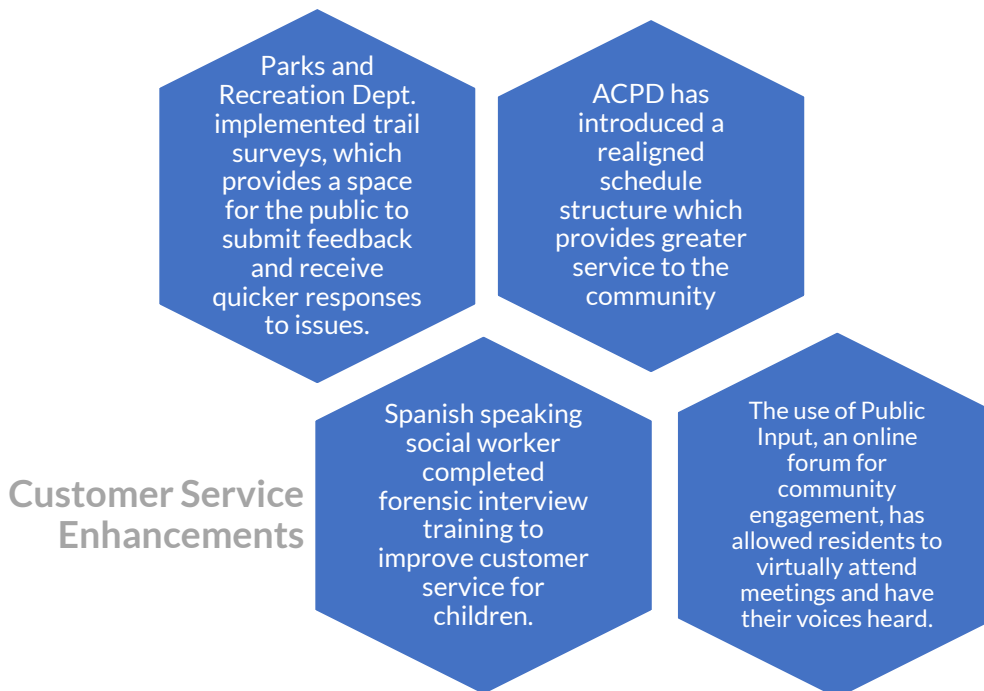 Parks and
Recreation Dept.
implemented trail
surveys, which
provides a space
for the public to
submit feedback
and receive
quicker responses
to issues.
ACPD has
introduced a
realigned
schedule
structure which
provides greater
service to the
community
Customer Service
Enhancements
Spanish speaking
social worker
completed
forensic interview
training to
improve customer
service for
children.
The use of Public
Input, an online
forum for
community
engagement, has
allowed residents to
virtually attend
meetings and have
their voices heard.